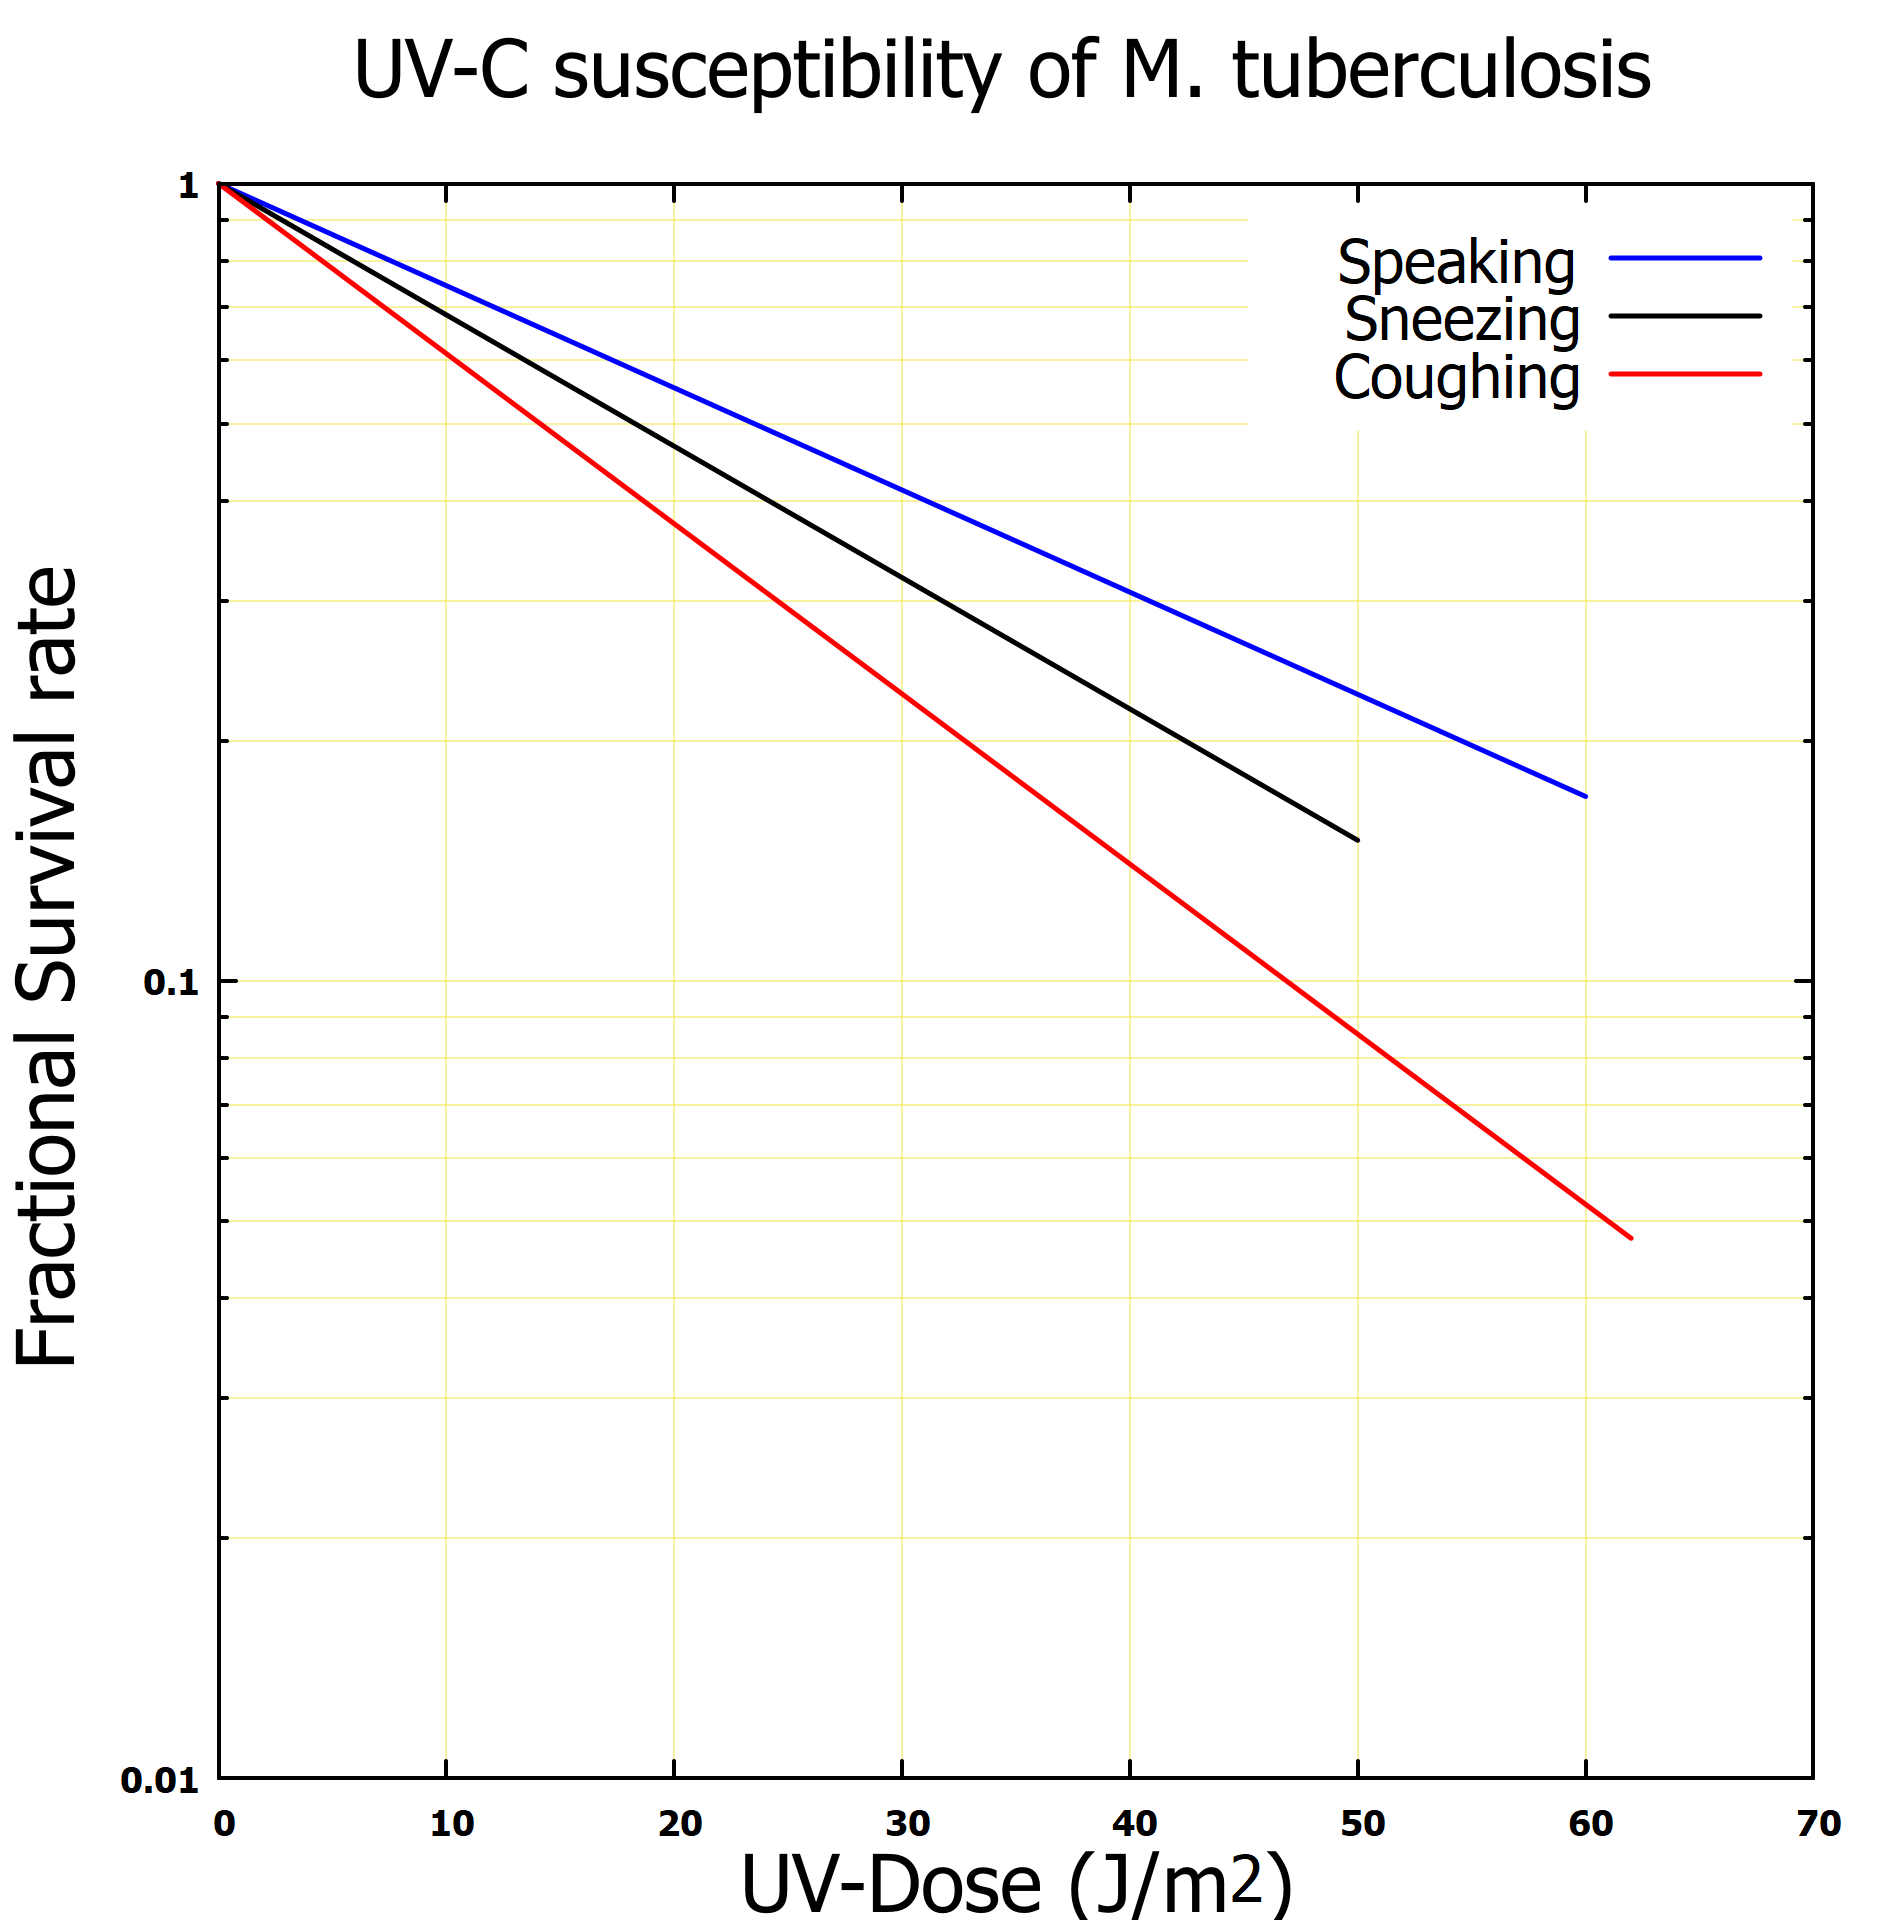 UV-C susceptibility of M. tuberculosis
1
Speaking
Sneezing
Coughing
Fractional Survival rate
0.1
0.01
0 10 20 30 40 50 60 70
UV-Dose (J/m2)